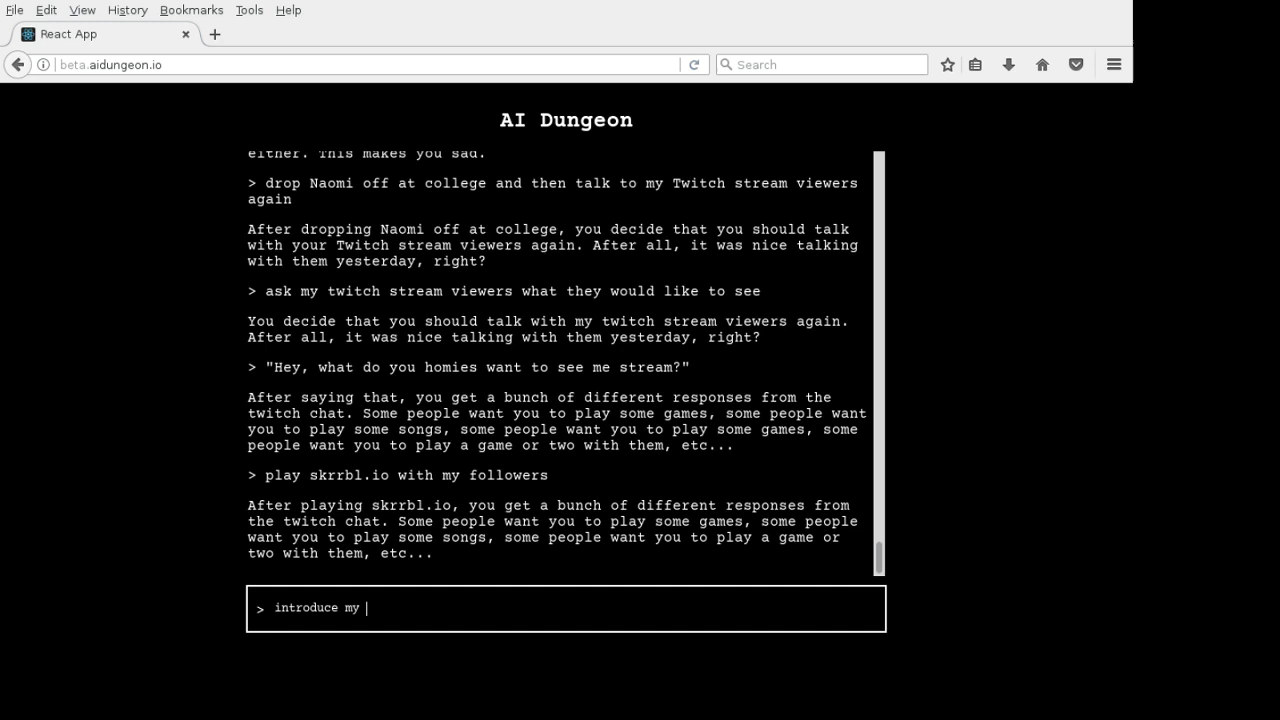 File Edit View History Bookmarks Tools Help
React App
beta.aidungeon.io
Search
AI Dungeon
either. This makes you sad.
> drop Naomi off at college and then talk to my Twitch stream viewers
again
After dropping Naomi off at college, you decide that you should talk
with your Twitch stream viewers again. After all, it was nice talking
with them yesterday, right?
> ask my twitch stream viewers what they would like to see
You decide that you should talk with my twitch stream viewers again.
After all, it was nice talking with them yesterday, right?
> "Hey, what do you homies want to see me stream?"
After saying that, you get a bunch of different responses from the
twitch chat. Some people want you to play some games, some people want
you to play some songs, some people want you to play some games, some
people want you to play a game or two with them, etc...
> play skrrbl.io with my followers
After playing skrrbl.io, you get a bunch of different responses from
the twitch chat. Some people want you to play some games, some people
want you to play some songs, some people want you to play a game or
two with them, etc...
> introduce my